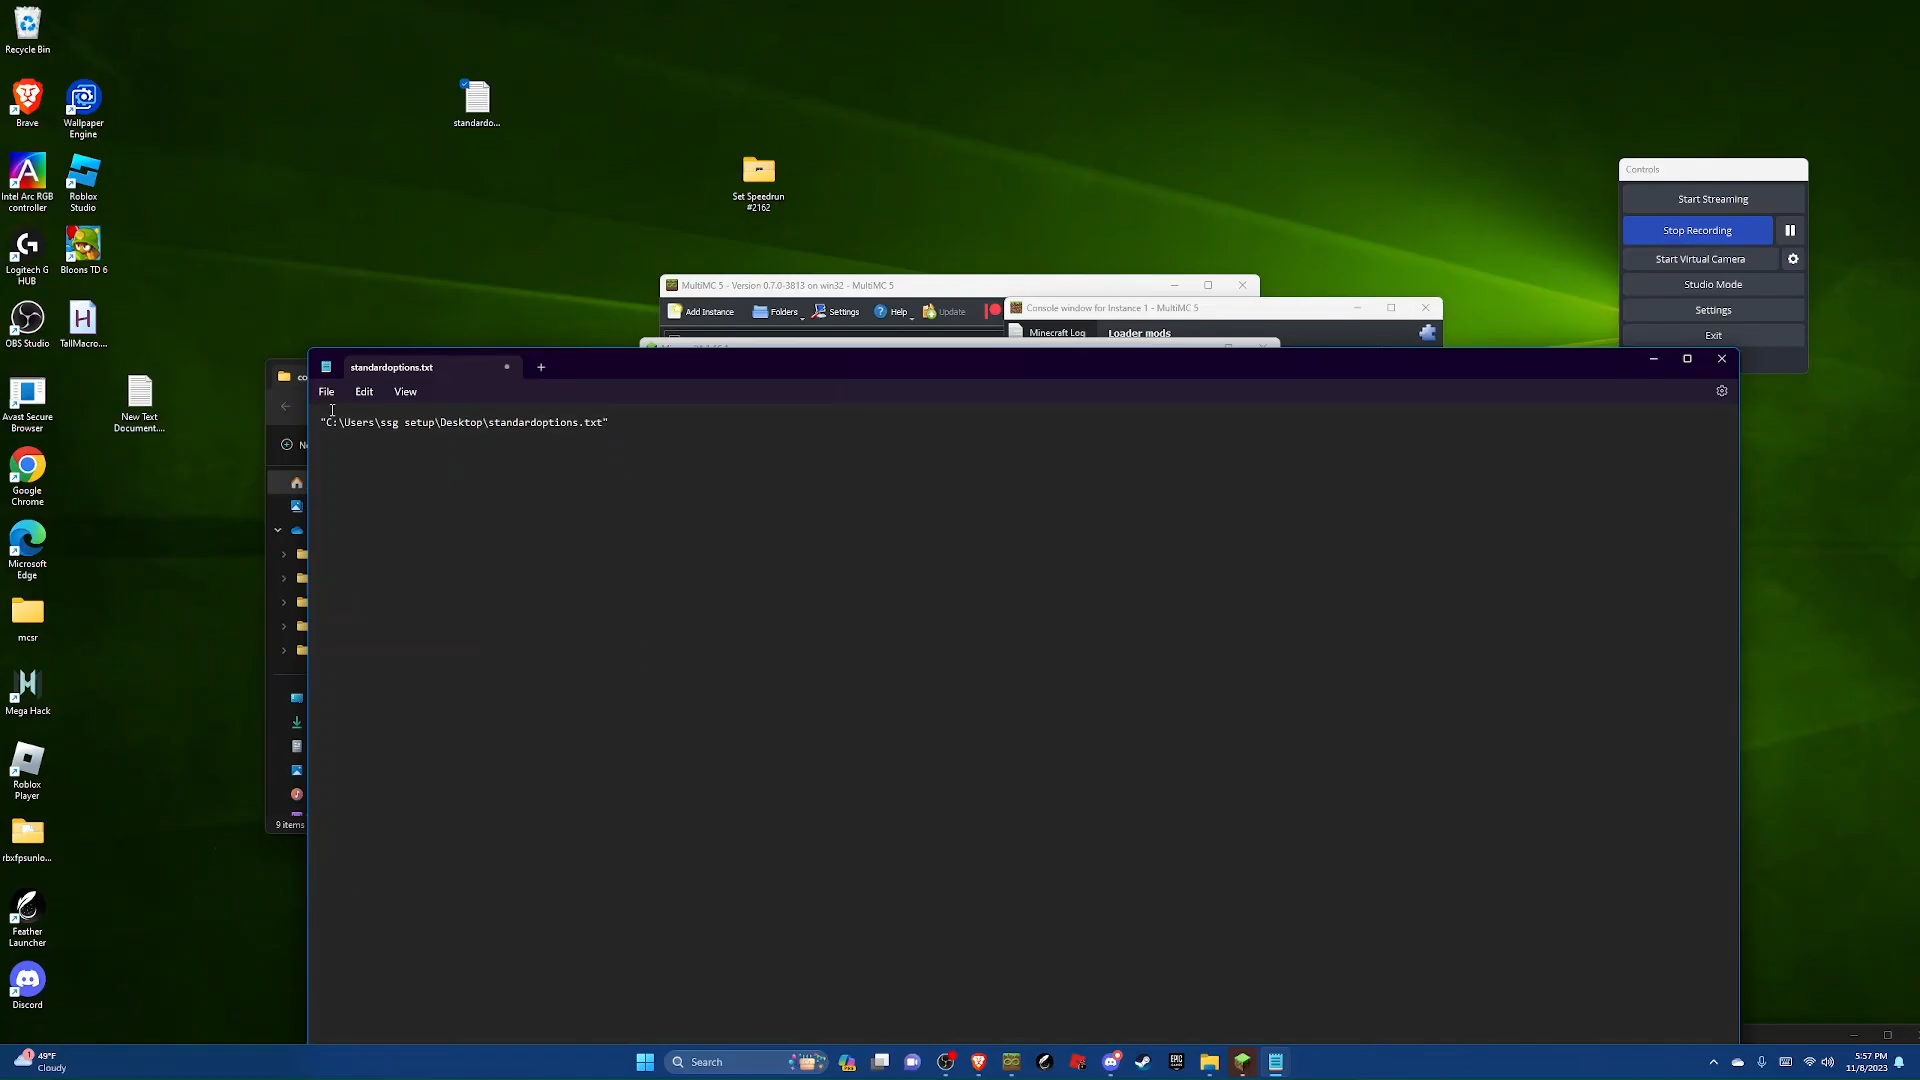 Recycle Bin
Brave
Wallpaper
Engine
standardo...
Intel Arc RGB
controller
Roblox
Studio
Set Speedrun
#2162
Controls
Start Streaming
Stop Recording
Start Virtual Camera
Studio Mode
Settings
Exit
Logitech G
HUB
Bloons TD 6
MultiMC 5 - Version 0.7.0-3813 on win32 - MultiMC 5
Add Instance
Folders
Settings
Help
Update
Console window for Instance 1 - MultiMC 5
Minecraft Log
Loader mods
OBS Studio
TallMacro....
standardoptions.txt
File
Edit
View
"C:\Users\ssg setup\Desktop\standardoptions.txt"
co
9 items
Avast Secure
Browser
New Text
Document....
Google
Chrome
Microsoft
Edge
mcsr
Mega Hack
Roblox
Player
rbxfpsunlo...
Feather
Launcher
Discord
1
49°F
Cloudy
Search
5:57 PM
11/8/2023